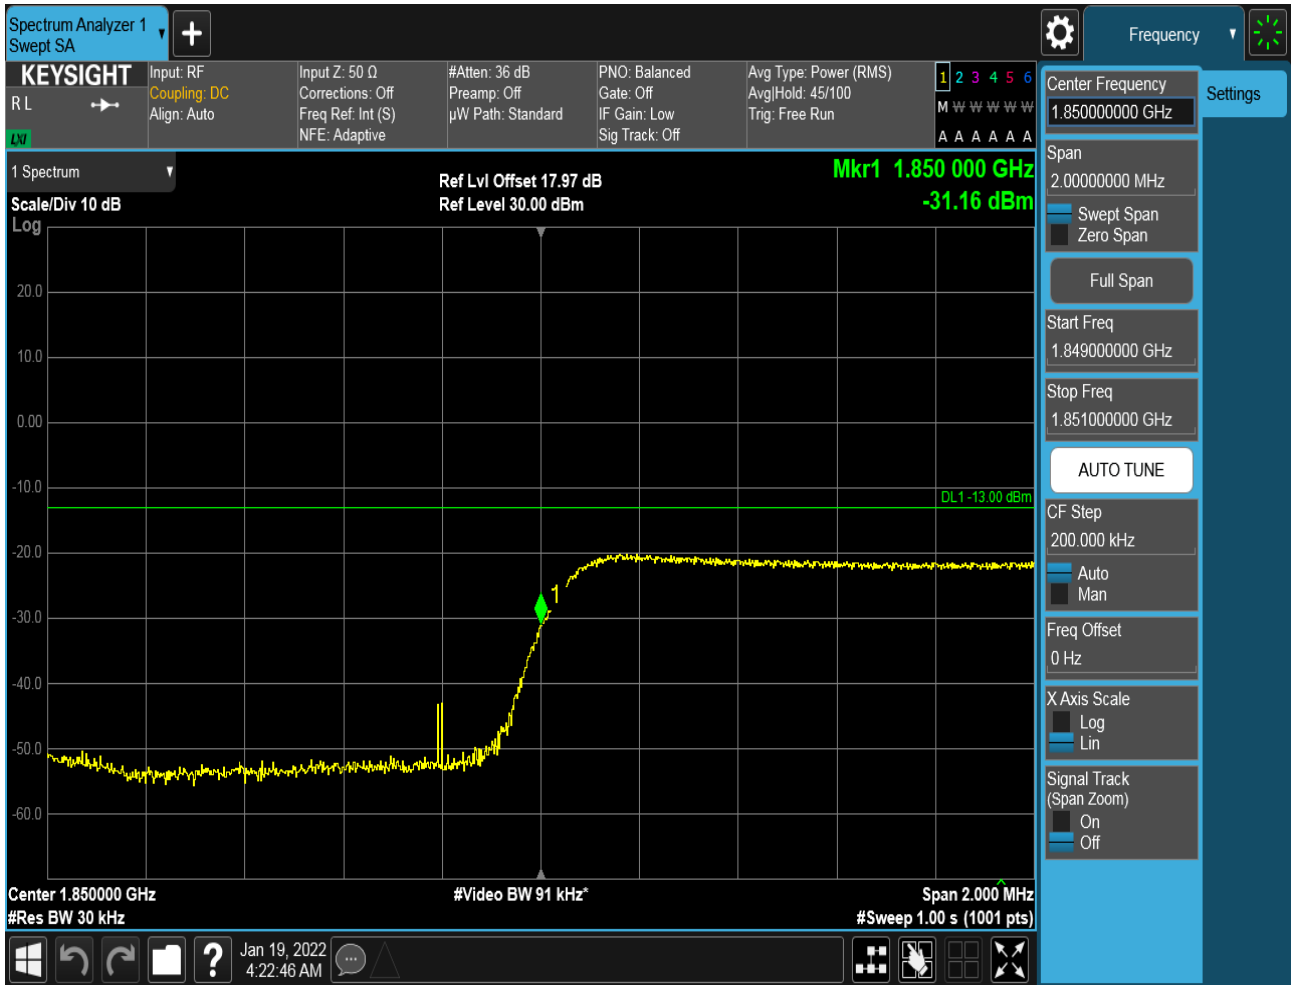 Spectrum Analyzer 1
Swept SA
Frequency
KEYSIGHT
R L
LXI
Input: RF
Coupling: DC
Align: Auto
Input Z: 50 Ω
Corrections: Off
Freq Ref: Int (S)
NFE: Adaptive
#Atten: 36 dB
Preamp: Off
µW Path: Standard
PNO: Balanced
Gate: Off
IF Gain: Low
Sig Track: Off
Avg Type: Power (RMS)
Avg|Hold: 45/100
Trig: Free Run
1 2 3 4 5 6
M W W W W W
A A A A A A
1 Spectrum
Scale/Div 10 dB
Log
Ref Lvl Offset 17.97 dB
Ref Level 30.00 dBm
Mkr1 1.850 000 GHz
-31.16 dBm
20.0
10.0
0.00
-10.0
DL1 -13.00 dBm
-20.0
1
-30.0
-40.0
-50.0
-60.0
Center 1.850000 GHz
#Video BW 91 kHz*
Span 2.000 MHz
#Res BW 30 kHz
#Sweep 1.00 s (1001 pts)
Jan 19, 2022
4:22:46 AM
Center Frequency
1.850000000 GHz
Settings
Span
2.00000000 MHz
Swept Span
Zero Span
Full Span
Start Freq
1.849000000 GHz
Stop Freq
1.851000000 GHz
AUTO TUNE
CF Step
200.000 kHz
Auto
Man
Freq Offset
0 Hz
X Axis Scale
Log
Lin
Signal Track
(Span Zoom)
On
Off